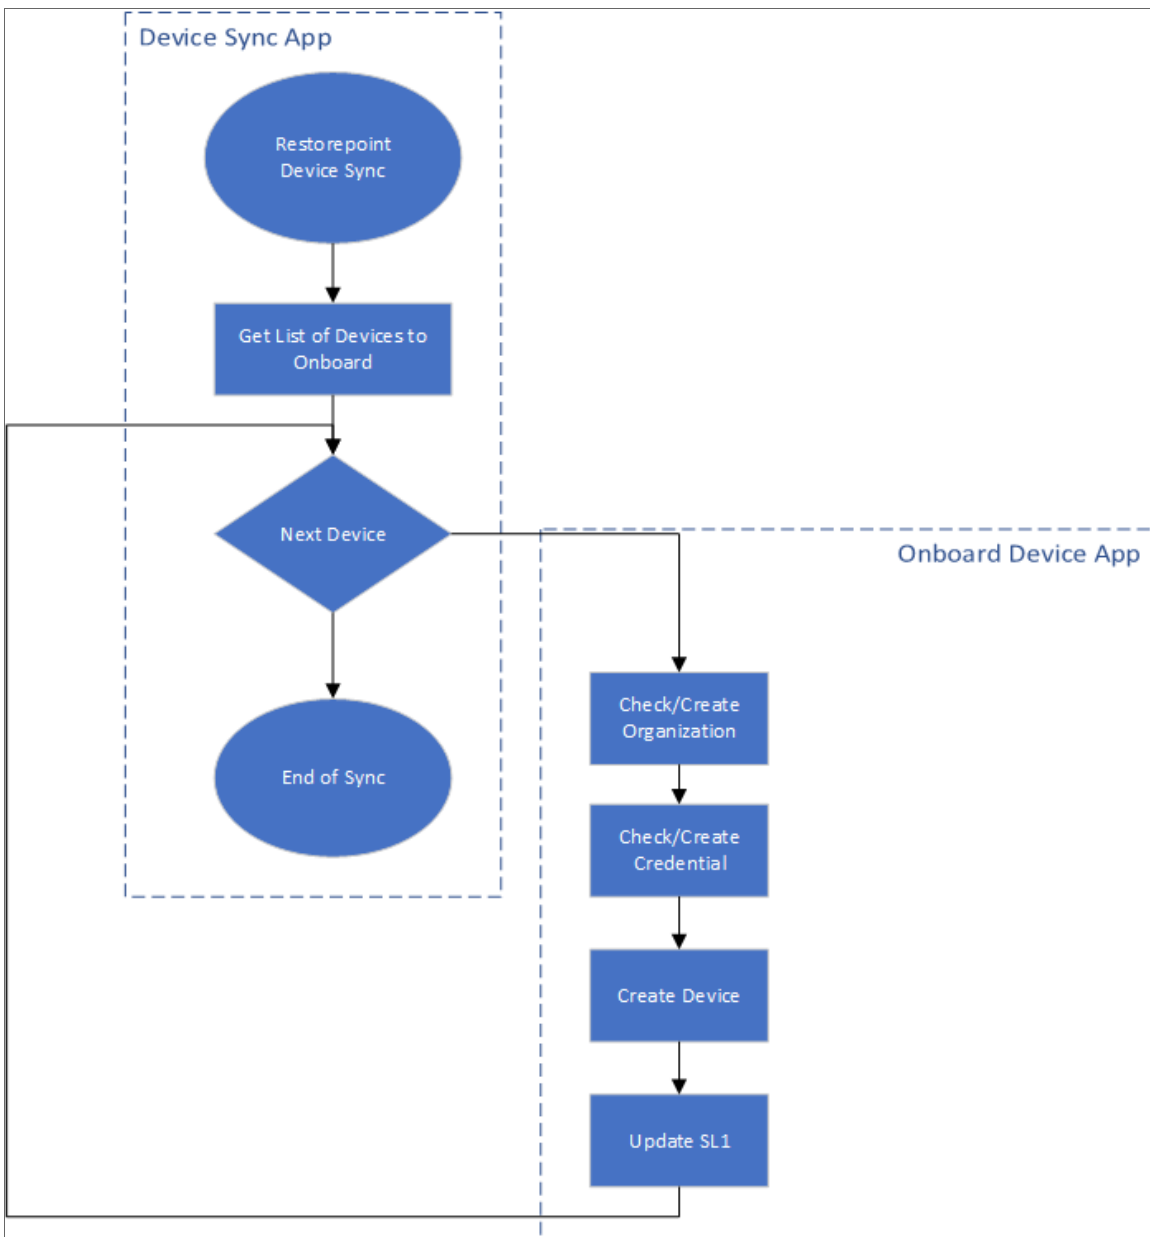 Device Sync App
Restorepoint
Device Sync
Get List of Devices to
Onboard
Next Device
End of Sync
Onboard Device App
Check/Create
Organization
Check/Create
Credential
Create Device
Update SL1